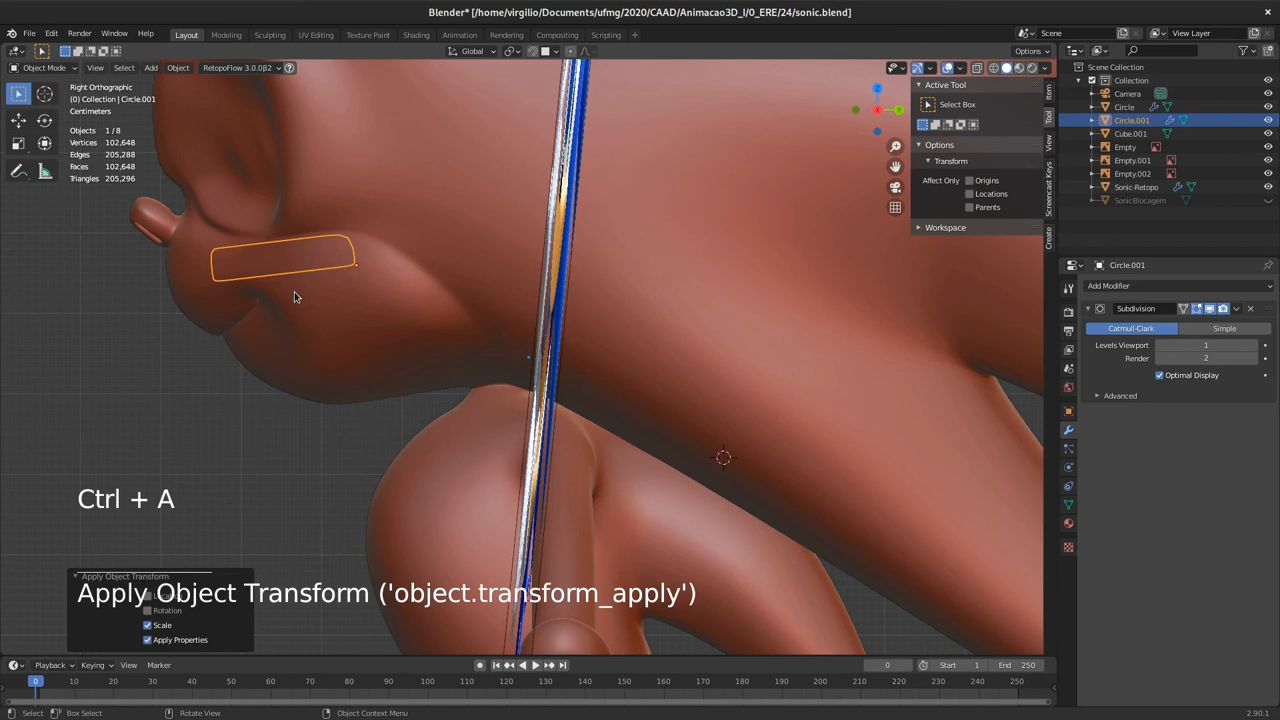 Blender* [/home/virgilio/Documents/ufmg/2020/CAAD/Animacao3D_I/0_ERE/24/sonic.blend]
File Edit Render Window Help Layout Modeling Sculpting UV Editing Texture Paint Shading Animation Rendering Compositing Scripting + Scene View Layer
Global Options
Object Mode View Select Add Object RetopoFlow 3.0.0β2
Right Orthographic
(0) Collection | Circle.001
Centimeters
Objects 1 / 8
Vertices 102,648
Edges 205,288
Faces 102,648
Triangles 205,296
Active Tool
Select Box
Options
Transform
Affect Only Origins
Locations
Parents
Workspace
Item
Tool
View
Screencast Keys
Create
Scene Collection
Collection
Camera
Circle
Circle.001
Cube.001
Empty
Empty.001
Empty.002
Sonic-Retopo
SonicBlocagem
Circle.001
Add Modifier
Subdivision
Catmull-Clark Simple
Levels Viewport 1
Render 2
Optimal Display
Advanced
X
Y
Z
Ctrl + A
Apply Object Transform
Apply Object Transform ('object.transform_apply')
Rotation
Scale
Apply Properties
Playback Keying View Marker 0 Start 1 End 250
0 10 20 30 40 50 60 70 80 90 100 110 120 130 140 150 160 170 180 190 200 210 220 230 240 250
Select Box Select Rotate View Object Context Menu 2.90.1